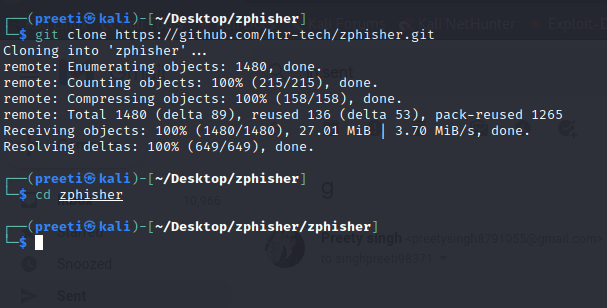 Kali Forums Kali NetHunter Exploit-
┌──(preeti㉿kali)-[~/Desktop/zphisher]
└─$ git clone https://github.com/htr-tech/zphisher.git
Cloning into 'zphisher'...
remote: Enumerating objects: 1480, done.
remote: Counting objects: 100% (215/215), done.
remote: Compressing objects: 100% (158/158), done.
remote: Total 1480 (delta 89), reused 136 (delta 53), pack-reused 1265
Receiving objects: 100% (1480/1480), 27.01 MiB | 3.70 MiB/s, done.
Resolving deltas: 100% (649/649), done.
┌──(preeti㉿kali)-[~/Desktop/zphisher]
└─$ cd zphisher
10,966
g
┌──(preeti㉿kali)-[~/Desktop/zphisher/zphisher]
└─$
Preety singh
Snoozed
Sent